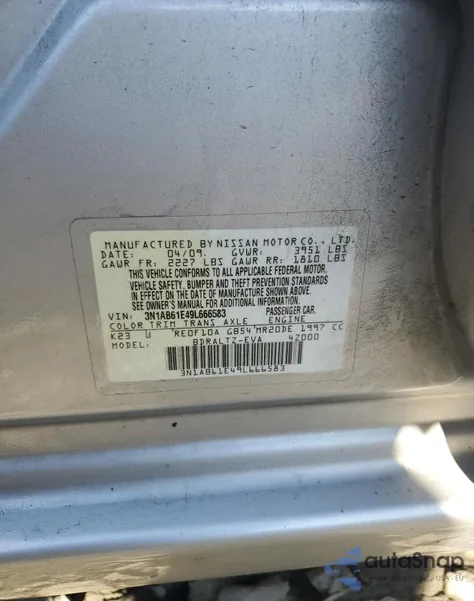 MANUFACTURED BY NISSAN MOTOR CO., LTD.
DATE: 04/09. GVWR: 3951 LBS
GAWR FR: 2227 LBS GAWR RR: 1810 LBS
THIS VEHICLE CONFORMS TO ALL APPLICABLE FEDERAL MOTOR.
VEHICLE SAFETY, BUMPER AND THEFT PREVENTION STANDARDS
IN EFFECT ON THE DATE OF MANUFACTURE SHOWN ABOVE.
SEE OWNER'S MANUAL FOR ADDITIONAL INFORMATION
VIN: 3N1AB61E49L666583 PASSENGER CAR.
COLOR TRIM TRANS AXLE ENGINE
K23 U RE0F10A GB54 MR20DE 1997 CC
MODEL: BDRALTZ-EVA 4Z000
3N1AB61E49L666583
autoSnap